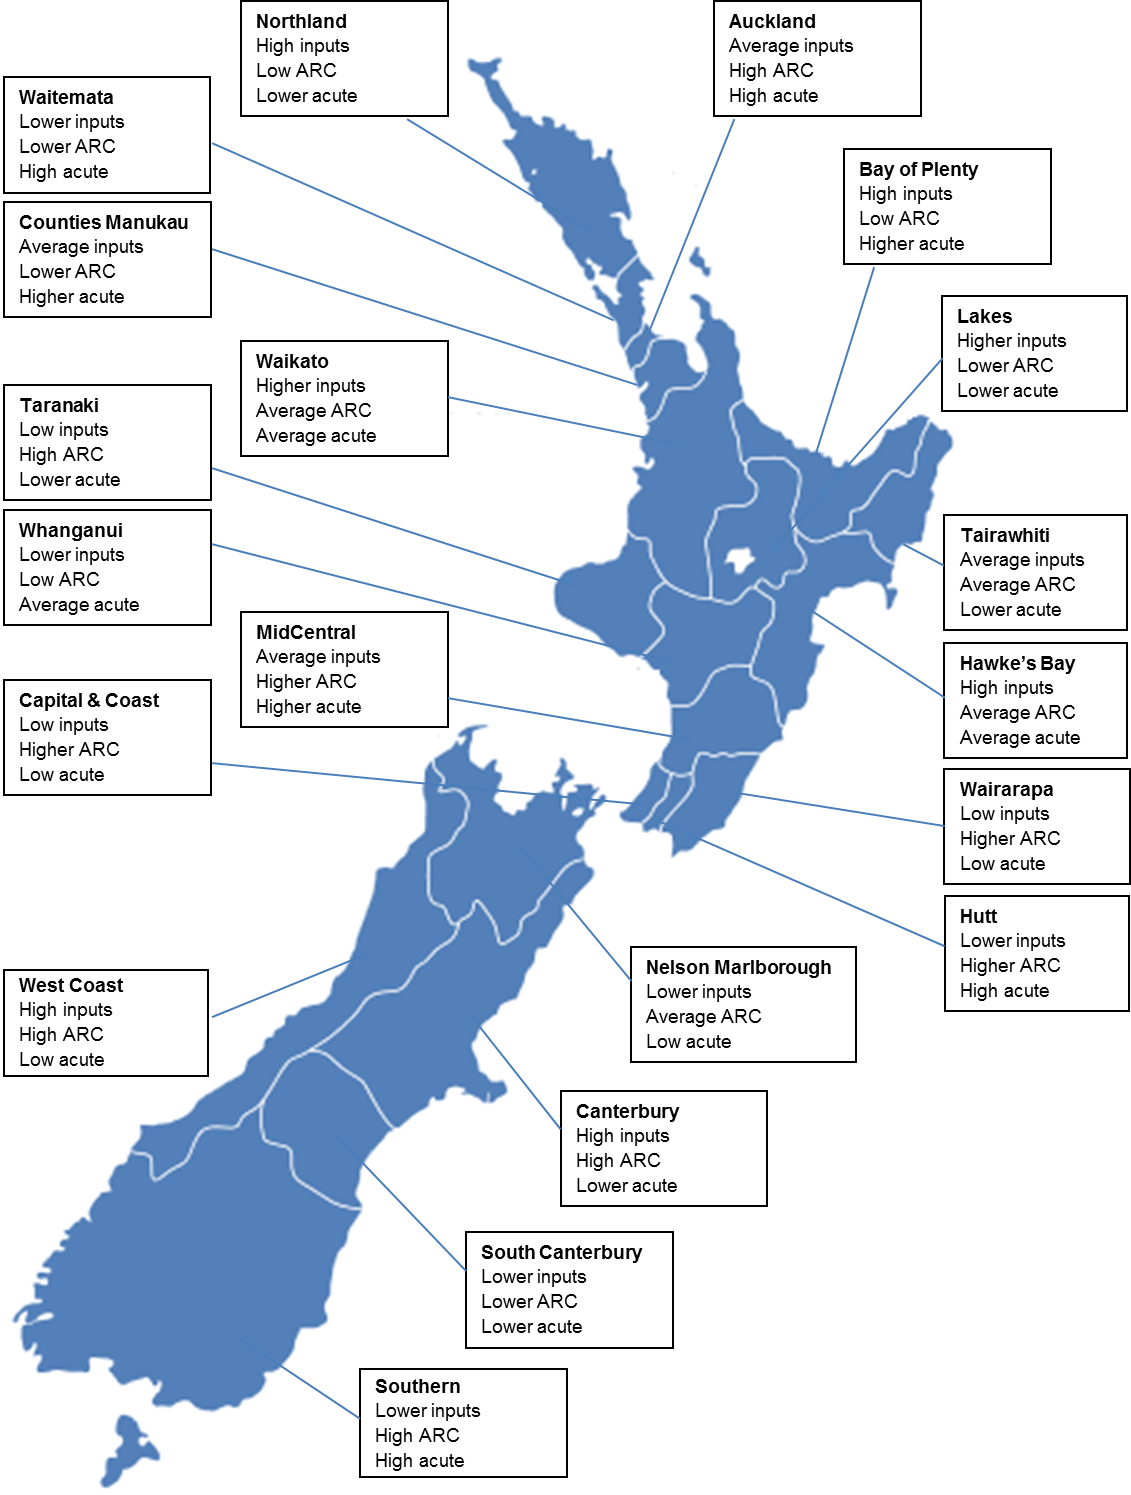 Northland
High inputs
Low ARC
Lower acute
Auckland
Average inputs
High ARC
High acute
Waitemata
Lower inputs
Lower ARC
High acute
Bay of Plenty
High inputs
Low ARC
Higher acute
Counties Manukau
Average inputs
Lower ARC
Higher acute
Lakes
Higher inputs
Lower ARC
Lower acute
Waikato
Higher inputs
Average ARC
Average acute
Taranaki
Low inputs
High ARC
Lower acute
Whanganui
Lower inputs
Low ARC
Average acute
Tairawhiti
Average inputs
Average ARC
Lower acute
MidCentral
Average inputs
Higher ARC
Higher acute
Hawke’s Bay
High inputs
Average ARC
Average acute
Capital & Coast
Low inputs
Higher ARC
Low acute
Wairarapa
Low inputs
Higher ARC
Low acute
Hutt
Lower inputs
Higher ARC
High acute
Nelson Marlborough
Lower inputs
Average ARC
Low acute
West Coast
High inputs
High ARC
Low acute
Canterbury
High inputs
High ARC
Lower acute
South Canterbury
Lower inputs
Lower ARC
Lower acute
Southern
Lower inputs
High ARC
High acute